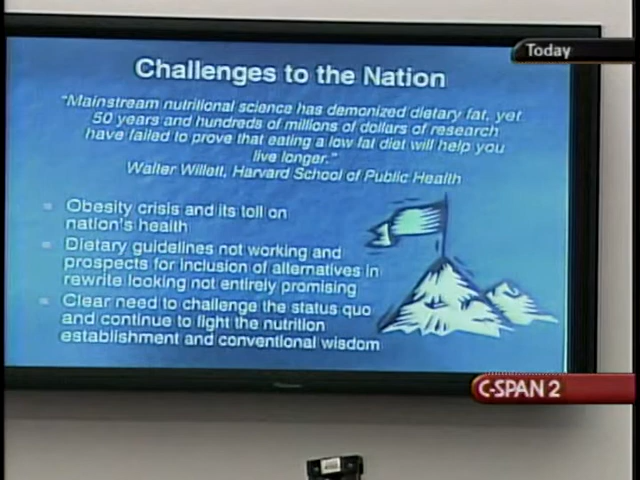 Today
Challenges to the Nation
"Mainstream nutritional science has demonized dietary fat, yet
50 years and hundreds of millions of dollars of research
have failed to prove that eating a low fat diet will help you
live longer."
Walter Willett, Harvard School of Public Health
Obesity crisis and its toll on
nation's health
Dietary guidelines not working and
prospects for inclusion of alternatives in
rewrite looking not entirely promising
Clear need to challenge the status quo
and continue to fight the nutrition
establishment and conventional wisdom
C-SPAN 2